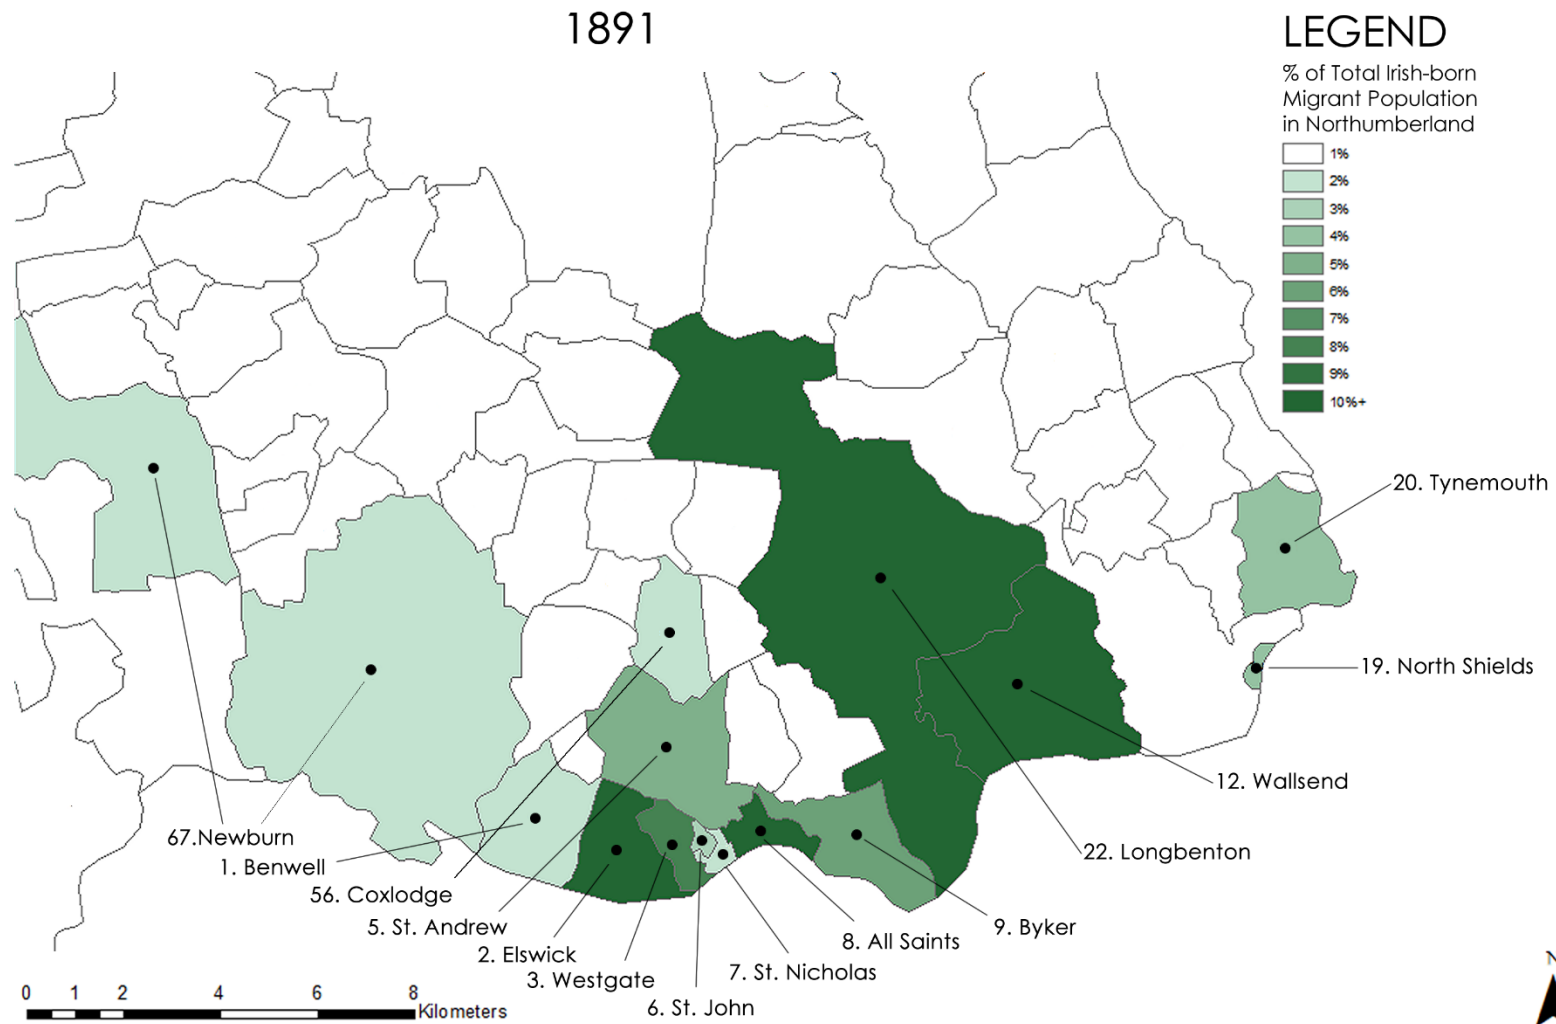 1891
LEGEND
% of Total Irish-born
Migrant Population
in Northumberland
1%
2%
3%
4%
5%
6%
7%
8%
9%
10%+
20. Tynemouth
19. North Shields
12. Wallsend
67.Newburn
22. Longbenton
1. Benwell
56. Coxlodge
5. St. Andrew
9. Byker
8. All Saints
2. Elswick
7. St. Nicholas
3. Westgate
6. St. John
0 1 2 4 6 8
Kilometers
N